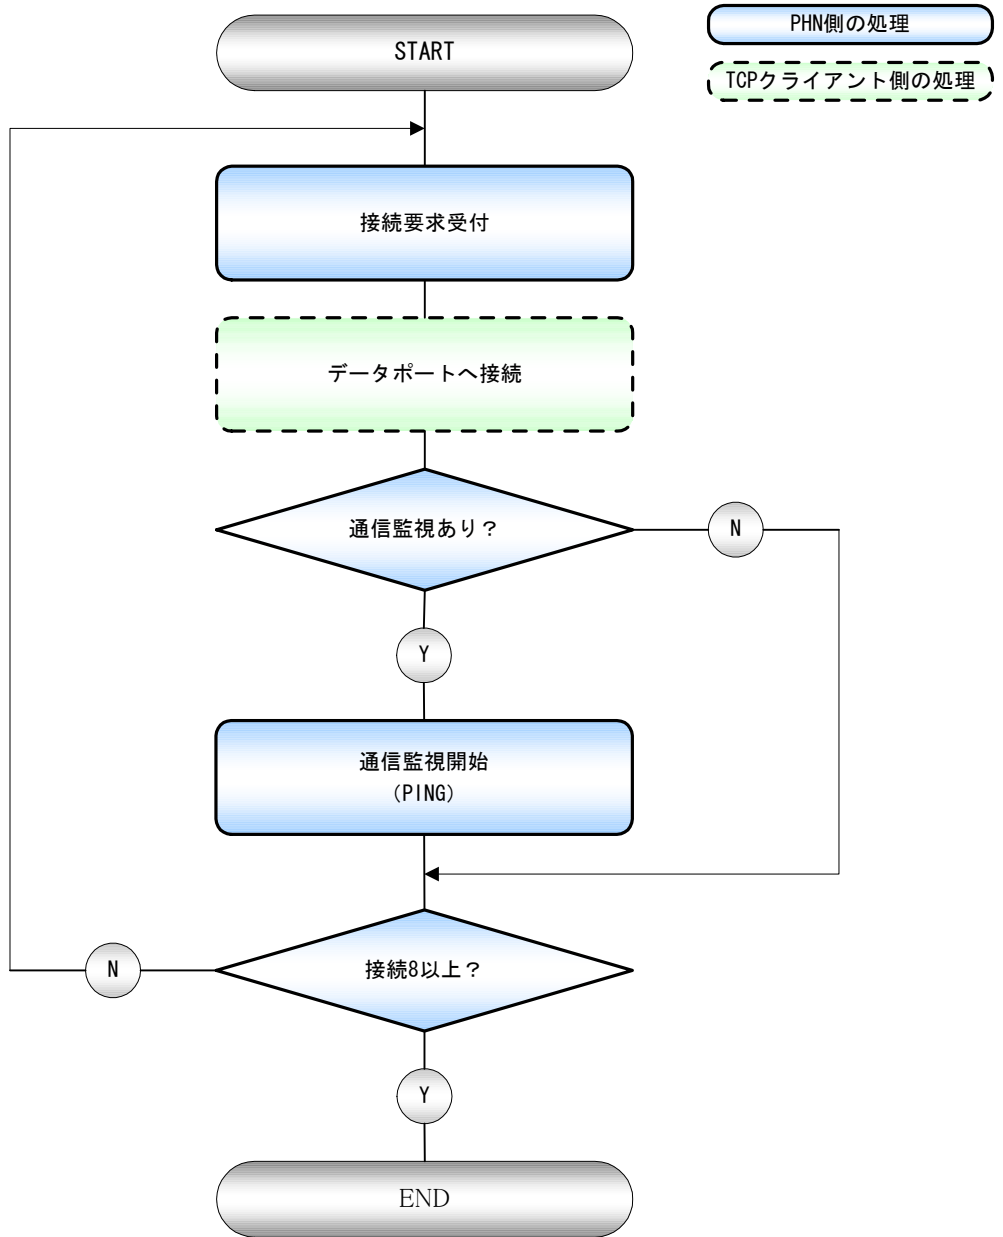 START
PHN側の処理
TCPクライアント側の処理
接続要求受付
データポートへ接続
通信監視あり？
N
Y
通信監視開始
（PING）
接続8以上？
N
Y
END